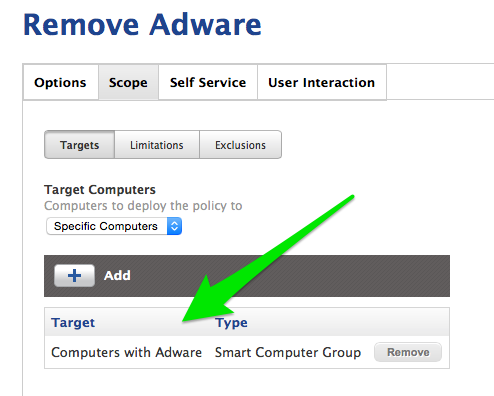 Remove Adware
Options Scope Self Service User Interaction
Targets Limitations Exclusions
Target Computers
Computers to deploy the policy to
Specific Computers
Add
Target Type
Computers with Adware Smart Computer Group Remove